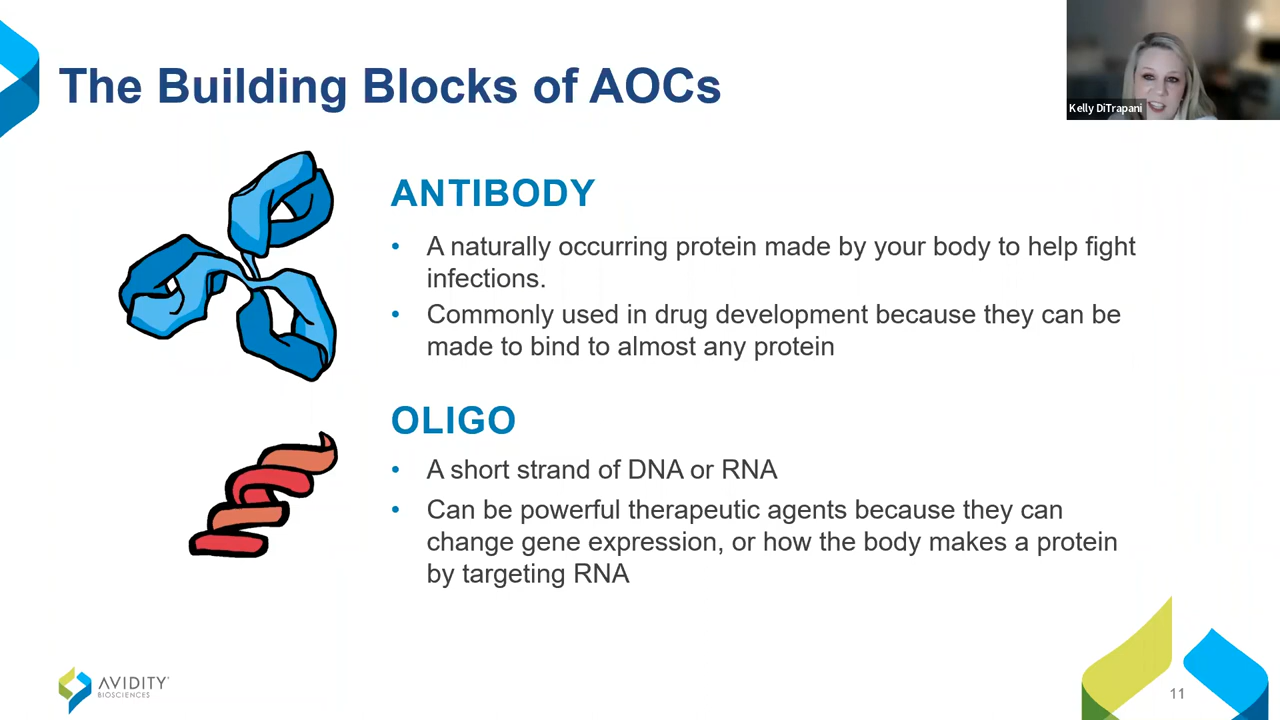 The Building Blocks of AOCs
Kelly DiTrapani
ANTIBODY
• A naturally occurring protein made by your body to help fight
infections.
• Commonly used in drug development because they can be
made to bind to almost any protein
OLIGO
• A short strand of DNA or RNA
• Can be powerful therapeutic agents because they can
change gene expression, or how the body makes a protein
by targeting RNA
AVIDITY
BIOSCIENCES
11